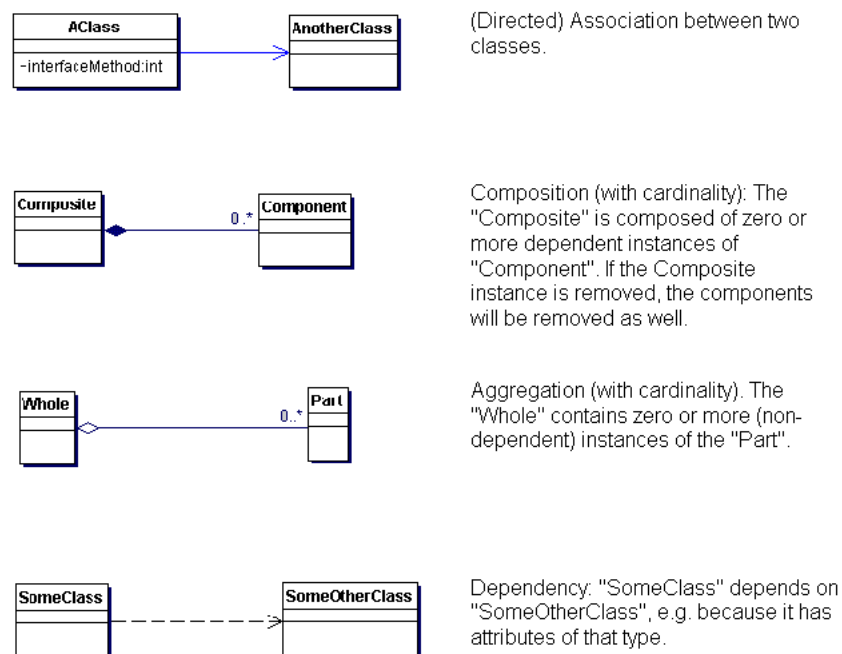 AClass
-interfaceMethod:int
AnotherClass
(Directed) Association between two
classes.
Composite
0..*
Component
Composition (with cardinality): The
"Composite" is composed of zero or
more dependent instances of
"Component". If the Composite
instance is removed, the components
will be removed as well.
Whole
0..*
Part
Aggregation (with cardinality). The
"Whole" contains zero or more (non-
dependent) instances of the "Part".
SomeClass
SomeOtherClass
Dependency: "SomeClass" depends on
"SomeOtherClass", e.g. because it has
attributes of that type.